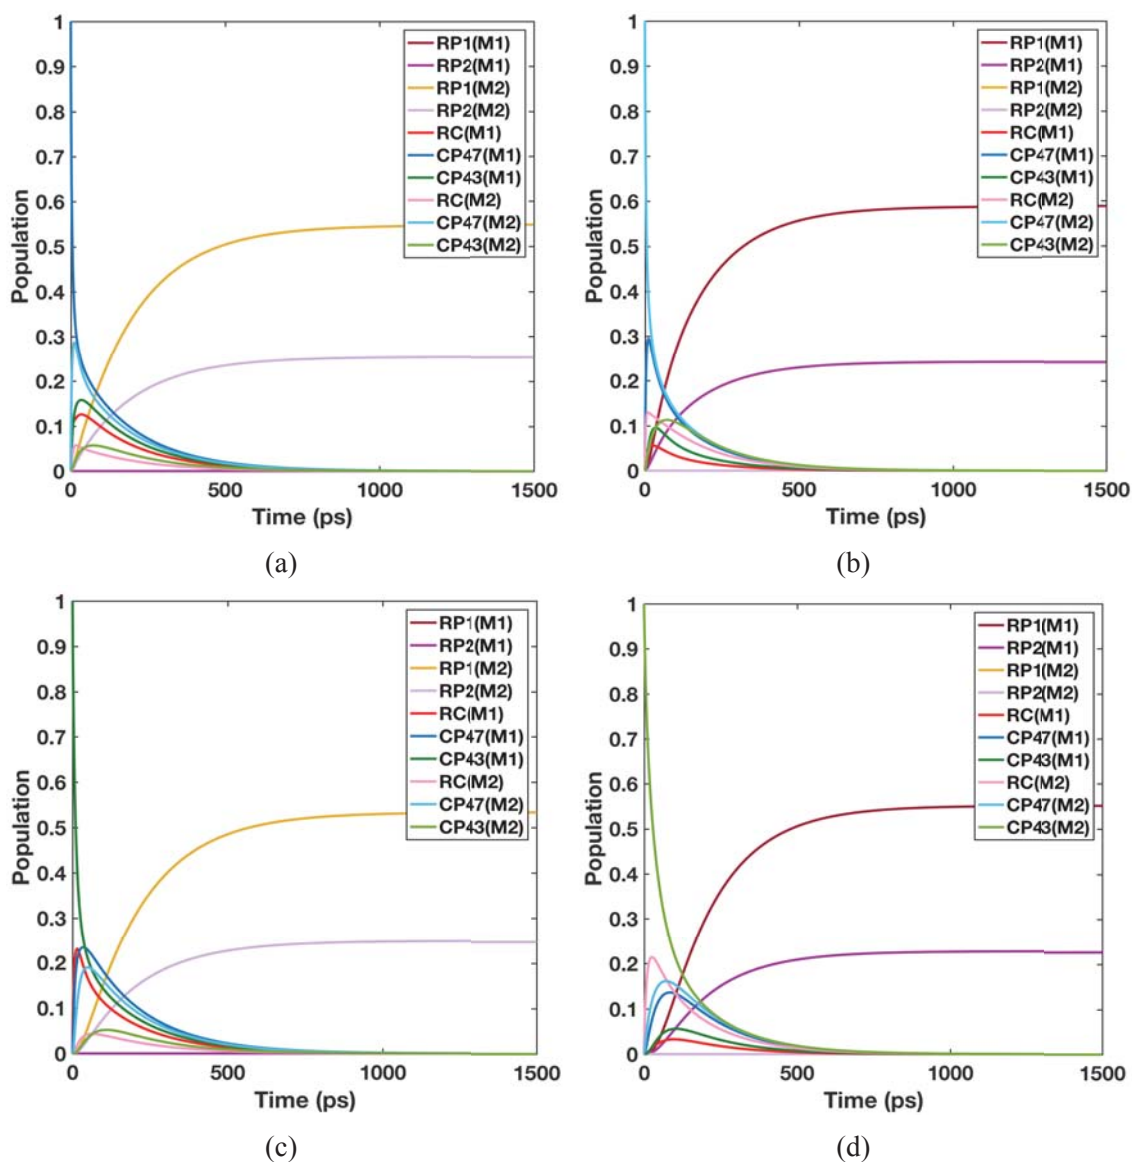 1
0.9
0.8
0.7
0.6
0.5
0.4
0.3
0.2
0.1
0
Population
0 500 1000 1500
Time (ps)
RP1(M1)
RP2(M1)
RP1(M2)
RP2(M2)
RC(M1)
CP47(M1)
CP43(M1)
RC(M2)
CP47(M2)
CP43(M2)
(a)
1
0.9
0.8
0.7
0.6
0.5
0.4
0.3
0.2
0.1
0
Population
0 500 1000 1500
Time (ps)
RP1(M1)
RP2(M1)
RP1(M2)
RP2(M2)
RC(M1)
CP47(M1)
CP43(M1)
RC(M2)
CP47(M2)
CP43(M2)
(b)
1
0.9
0.8
0.7
0.6
0.5
0.4
0.3
0.2
0.1
0
Population
0 500 1000 1500
Time (ps)
RP1(M1)
RP2(M1)
RP1(M2)
RP2(M2)
RC(M1)
CP47(M1)
CP43(M1)
RC(M2)
CP47(M2)
CP43(M2)
(c)
1
0.9
0.8
0.7
0.6
0.5
0.4
0.3
0.2
0.1
0
Population
0 500 1000 1500
Time (ps)
RP1(M1)
RP2(M1)
RP1(M2)
RP2(M2)
RC(M1)
CP47(M1)
CP43(M1)
RC(M2)
CP47(M2)
CP43(M2)
(d)